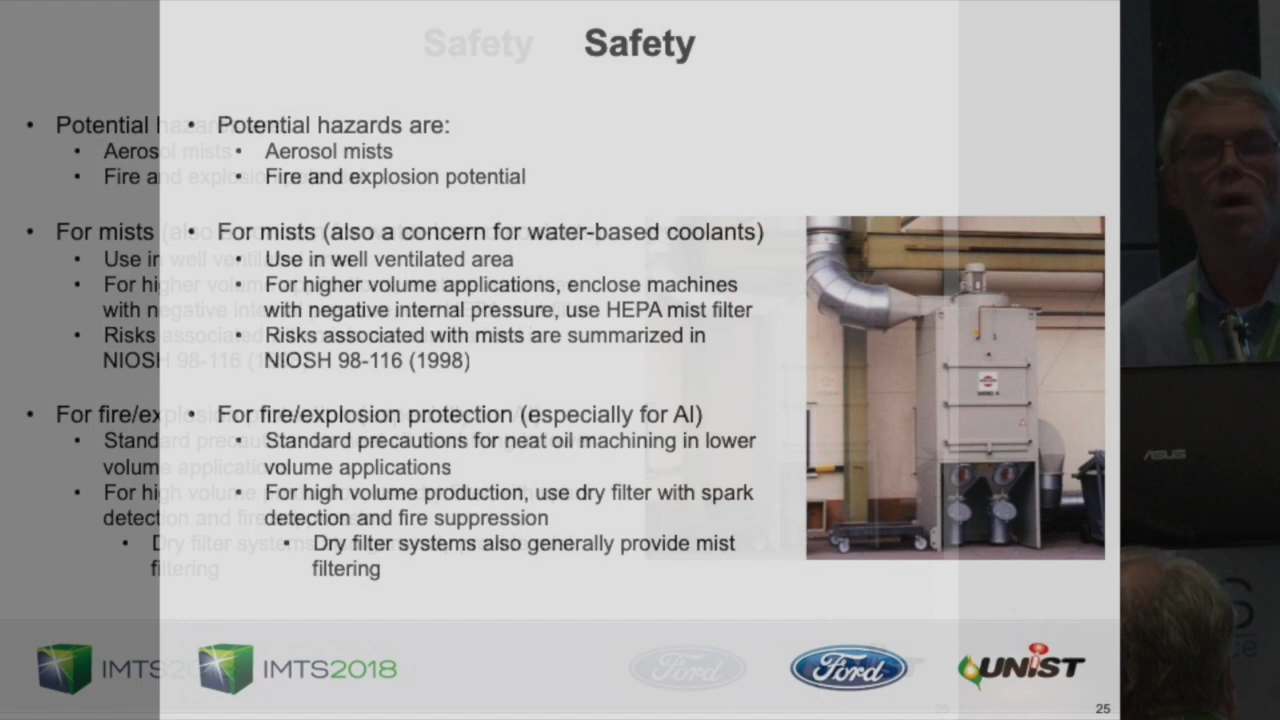 Safety
• Potential hazards are:
• Aerosol mists
• Fire and explosion potential
• For mists (also a concern for water-based coolants)
• Use in well ventilated area
• For higher volume applications, enclose machines
with negative internal pressure, use HEPA mist filter
• Risks associated with mists are summarized in
NIOSH 98-116 (1998)
• For fire/explosion protection (especially for Al)
• Standard precautions for neat oil machining in lower
volume applications
• For high volume production, use dry filter with spark
detection and fire suppression
• Dry filter systems also generally provide mist
filtering
IMTS2018
Ford
UNIST
25
ASUS